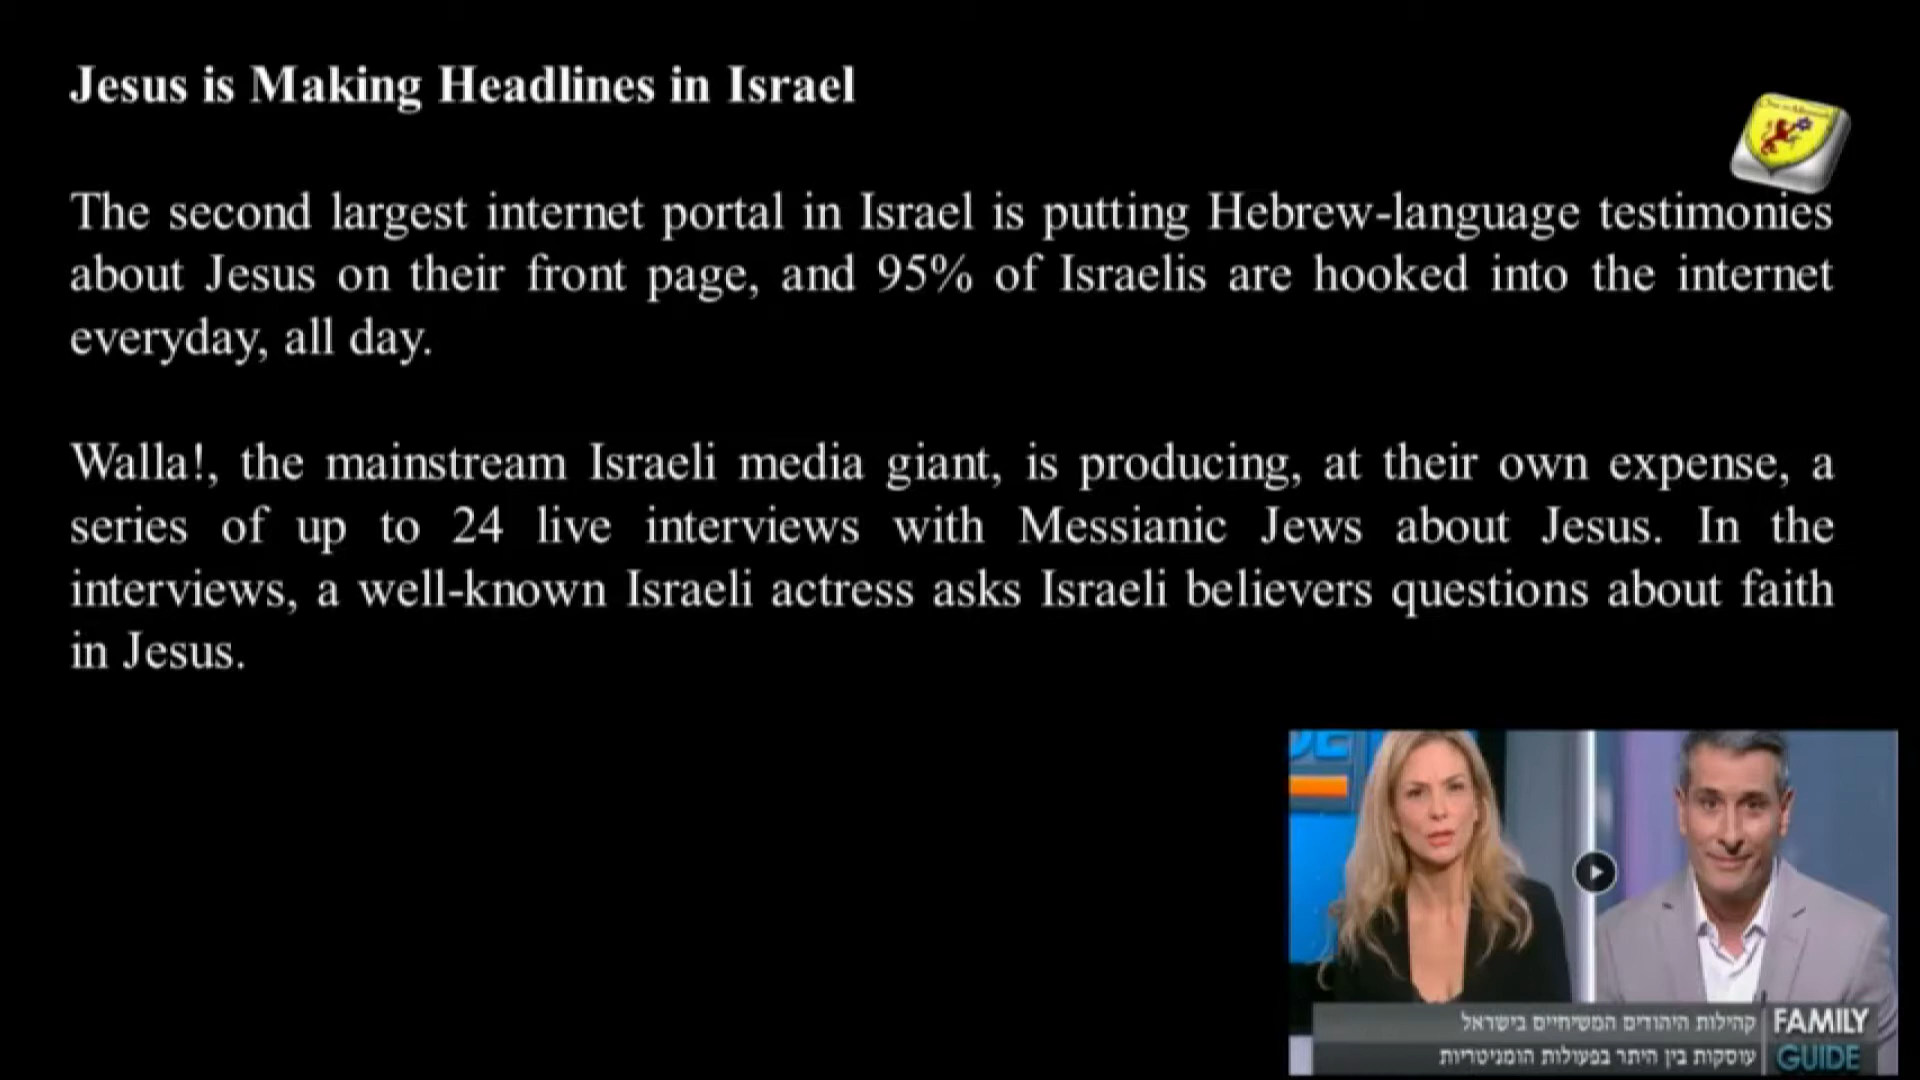 Jesus is Making Headlines in Israel
The second largest internet portal in Israel is putting Hebrew-language testimonies
about Jesus on their front page, and 95% of Israelis are hooked into the internet
everyday, all day.
Walla!, the mainstream Israeli media giant, is producing, at their own expense, a
series of up to 24 live interviews with Messianic Jews about Jesus. In the
interviews, a well-known Israeli actress asks Israeli believers questions about faith
in Jesus.
קהילות היהודים המשיחיים בישראל
עוסקות בין היתר בפעולות הומניטריות
FAMILY
GUIDE